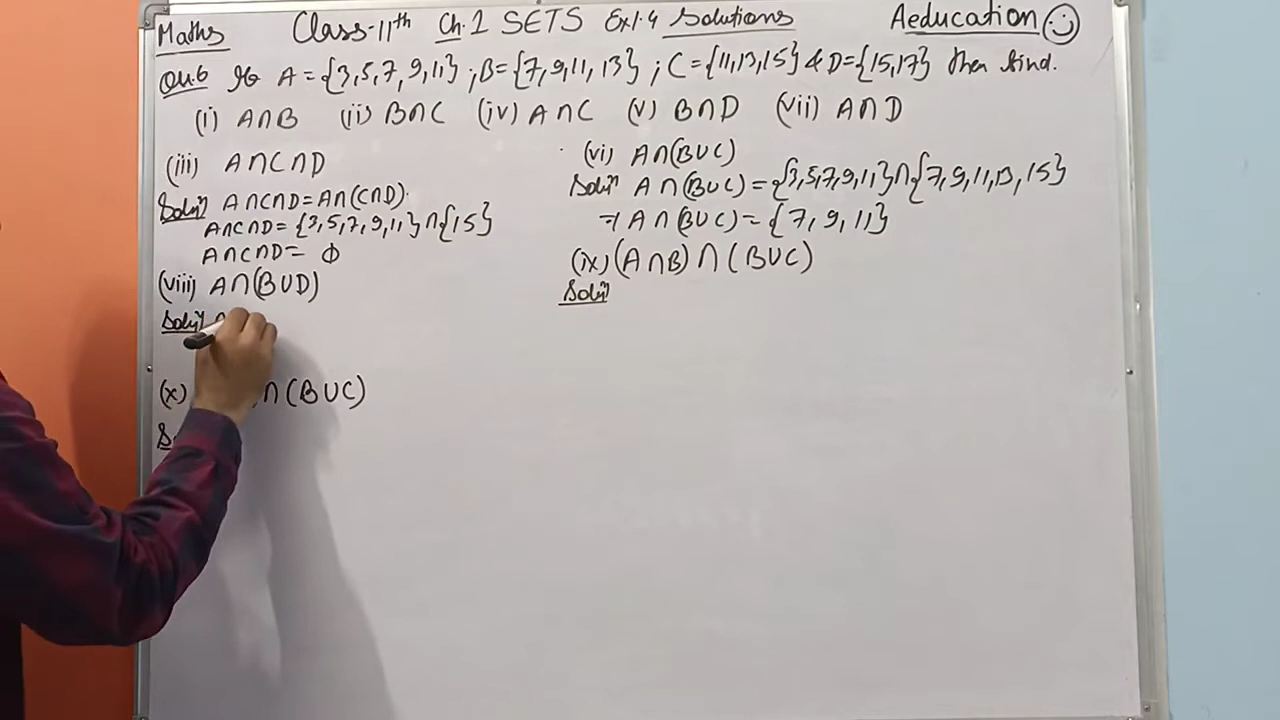 Maths Class-11th Ch.1 SETS Ex1.4 Solutions Aeducation
Qn.6 If A={3,5,7,9,11} ; B={7,9,11,13} ; C={11,13,15} & D={15,17} then find.
(i) A∩B (ii) B∩C (iv) A∩C (v) B∩D (vii) A∩D
(iii) A∩C∩D
Soln A∩C∩D=A∩(C∩D).
A∩C∩D={3,5,7,9,11}∩{15}
A∩C∩D= ϕ
(viii) A∩(B∪D)
Soln
(x) ∩(B∪C)
(vi) A∩(B∪C)
Soln A∩(B∪C)={3,5,7,9,11}∩{7,9,11,13,15}
⇒ A∩(B∪C)={7,9,11}
(ix) (A∩B)∩(B∪C)
Soln